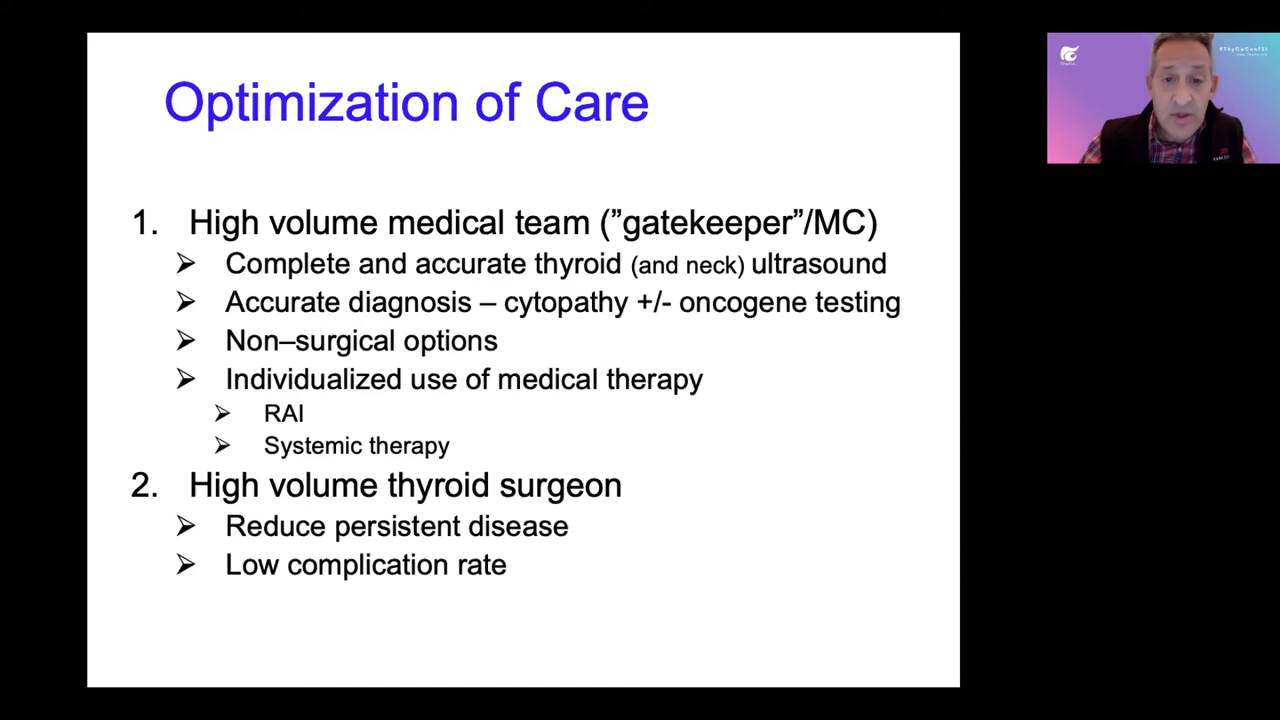 Optimization of Care
1. High volume medical team (”gatekeeper”/MC)
➢ Complete and accurate thyroid (and neck) ultrasound
➢ Accurate diagnosis – cytopathy +/- oncogene testing
➢ Non–surgical options
➢ Individualized use of medical therapy
➢ RAI
➢ Systemic therapy
2. High volume thyroid surgeon
➢ Reduce persistent disease
➢ Low complication rate